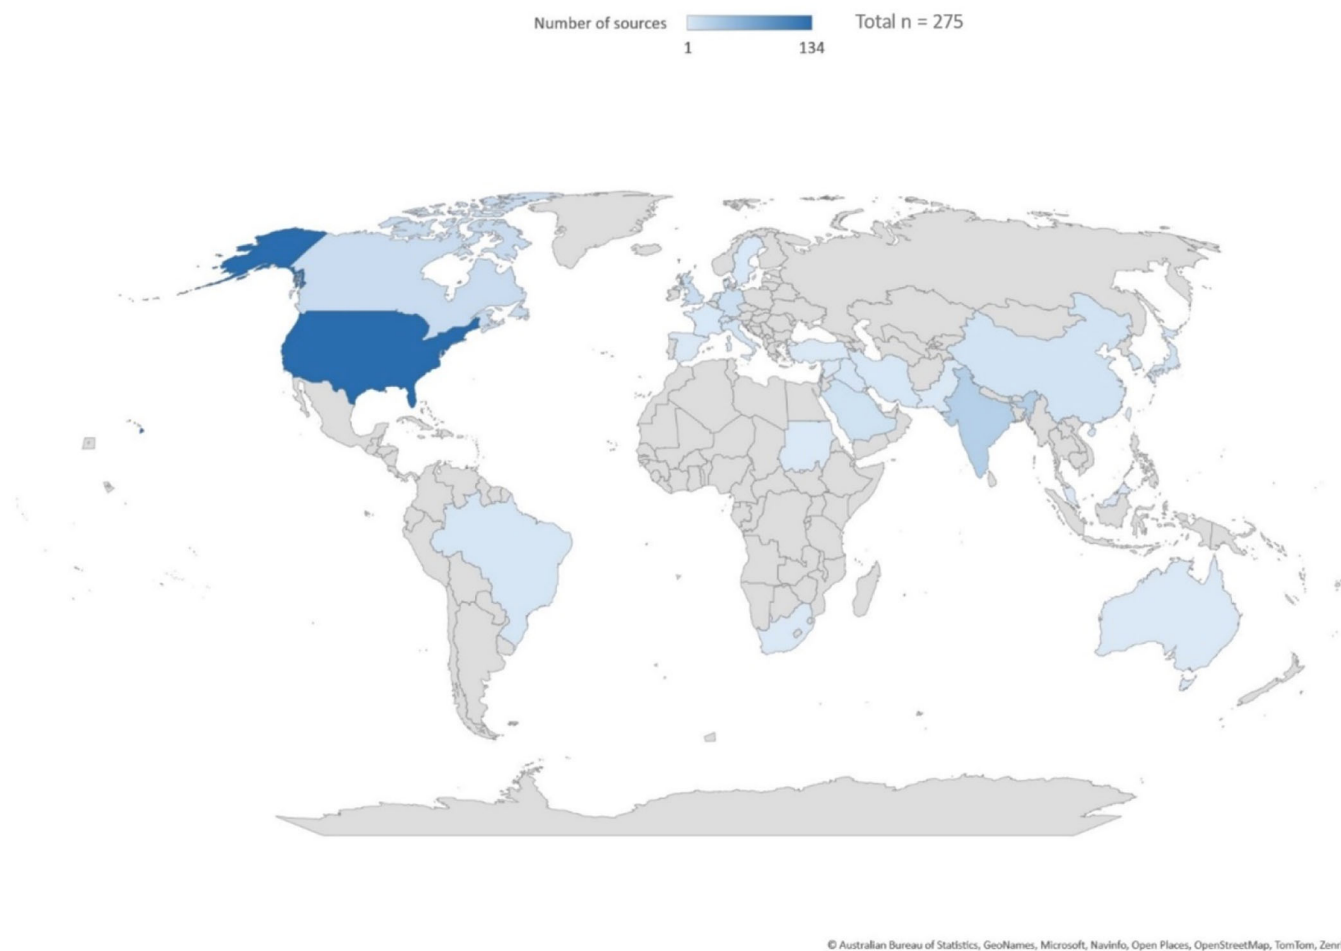 Number of sources
Total n = 275
1
134
© Australian Bureau of Statistics, GeoNames, Microsoft, Navinfo, Open Places, OpenStreetMap, TomTom,